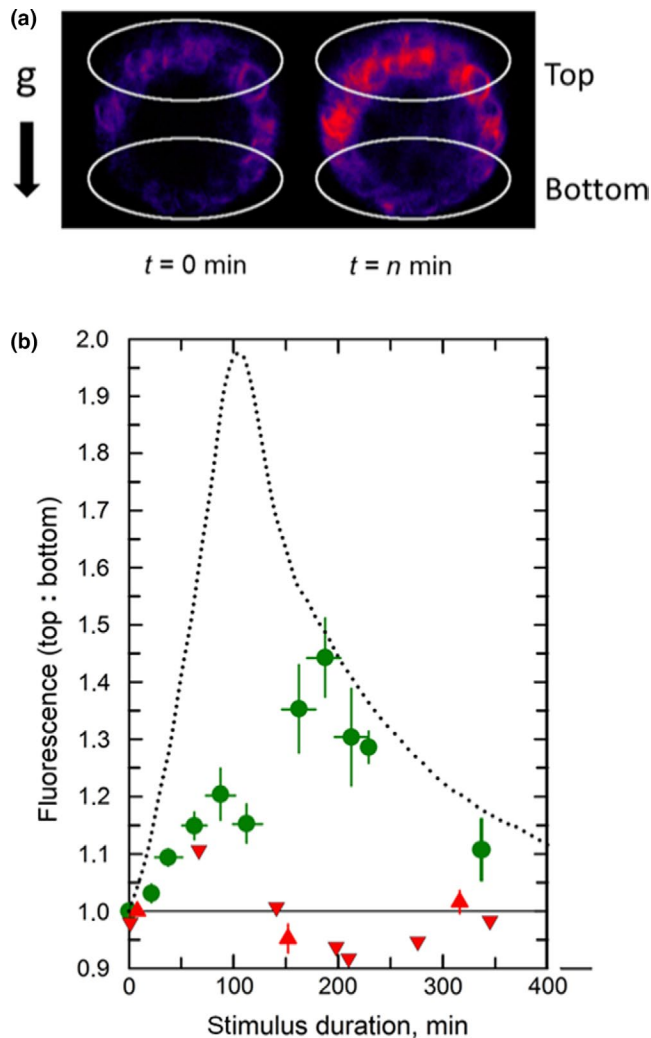 (a)
g
Top
Bottom
t = 0 min
t = n min
(b)
Fluorescence (top : bottom)
2.0
1.9
1.8
1.7
1.6
1.5
1.4
1.3
1.2
1.1
1.0
0.9
0
100
200
300
400
Stimulus duration, min